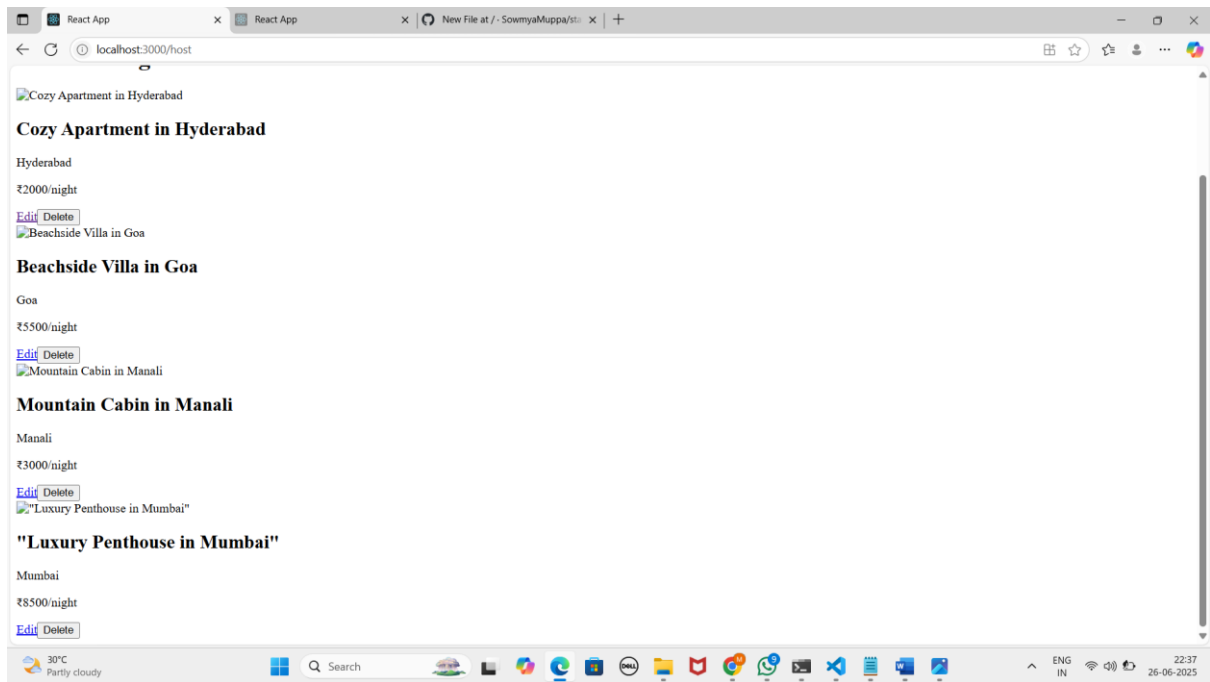 React App
React App
New File at / - SowmyaMuppa/sta
localhost:3000/host
Cozy Apartment in Hyderabad
Cozy Apartment in Hyderabad
Hyderabad
₹2000/night
Edit Delete
Beachside Villa in Goa
Beachside Villa in Goa
Goa
₹5500/night
Edit Delete
Mountain Cabin in Manali
Mountain Cabin in Manali
Manali
₹3000/night
Edit Delete
"Luxury Penthouse in Mumbai"
"Luxury Penthouse in Mumbai"
Mumbai
₹8500/night
Edit Delete
30°C
Partly cloudy
Search
DELL
ENG
IN
22:37
26-06-2025